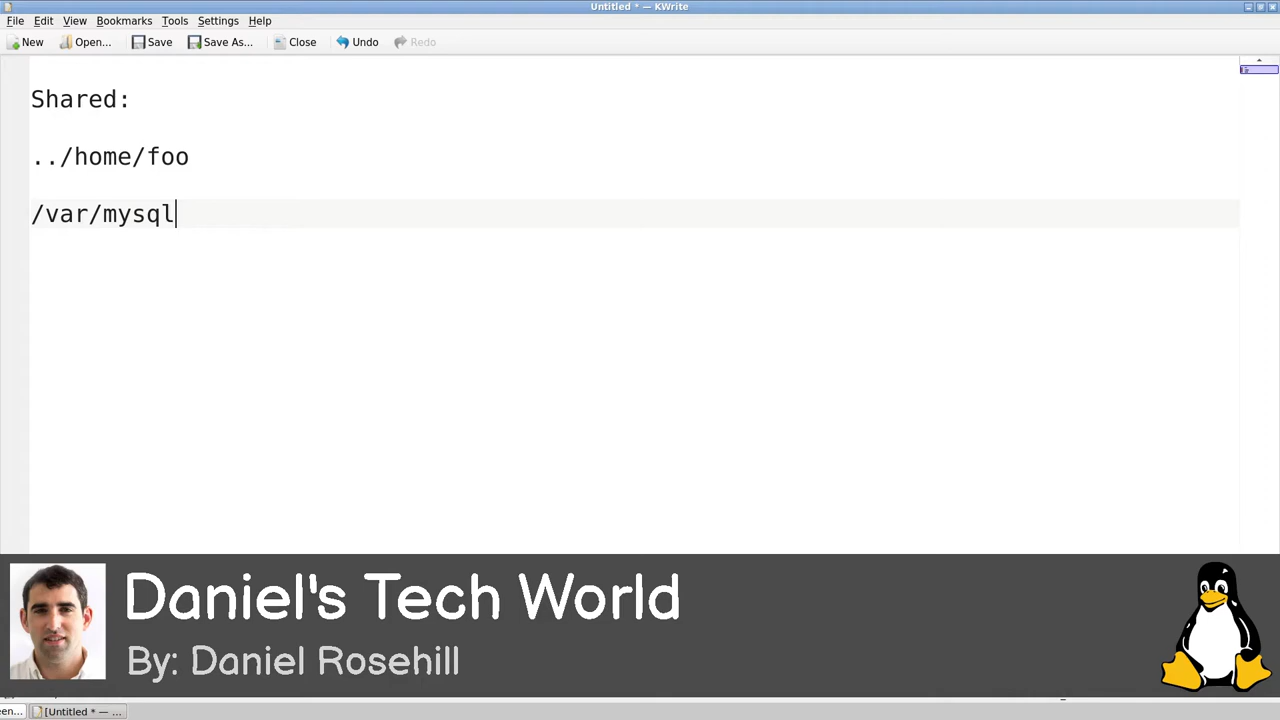 Untitled * — KWrite
File Edit View Bookmarks Tools Settings Help
New Open... Save Save As... Close Undo Redo
Shared:
../home/foo
/var/mysql
Daniel's Tech World
By: Daniel Rosehill
een... [Untitled * — ...